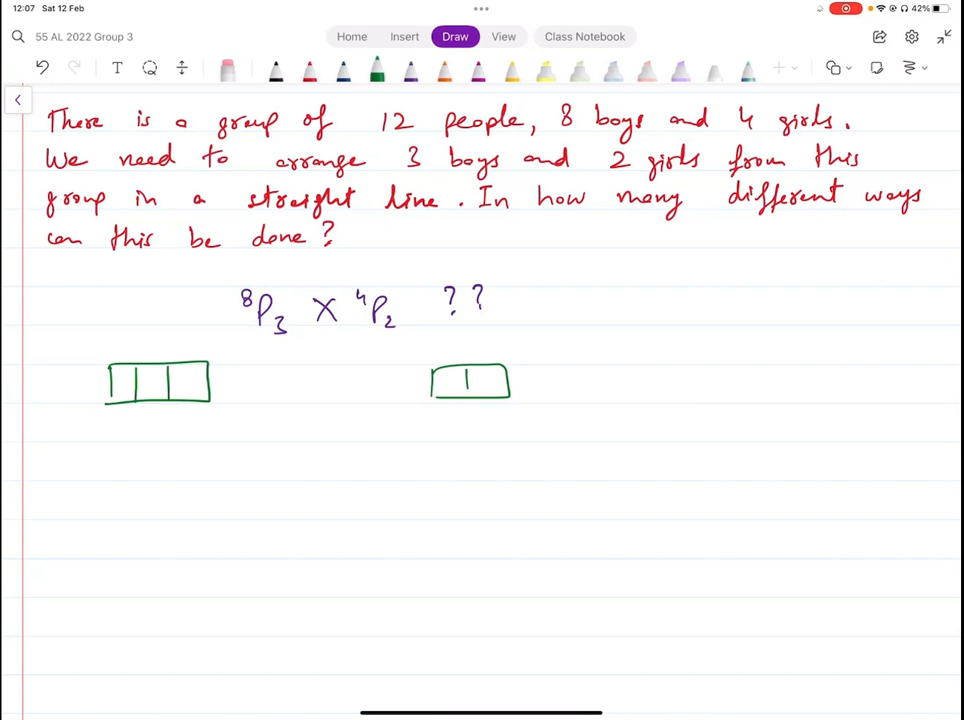 12:07 Sat 12 Feb
42%
55 AL 2022 Group 3
Home Insert Draw View Class Notebook
T
There is a group of 12 people, 8 boys and 4 girls.
We need to arrange 3 boys and 2 girls from this
group in a straight line. In how many different ways
can this be done?
⁸P₃ X ⁴P₂ ??